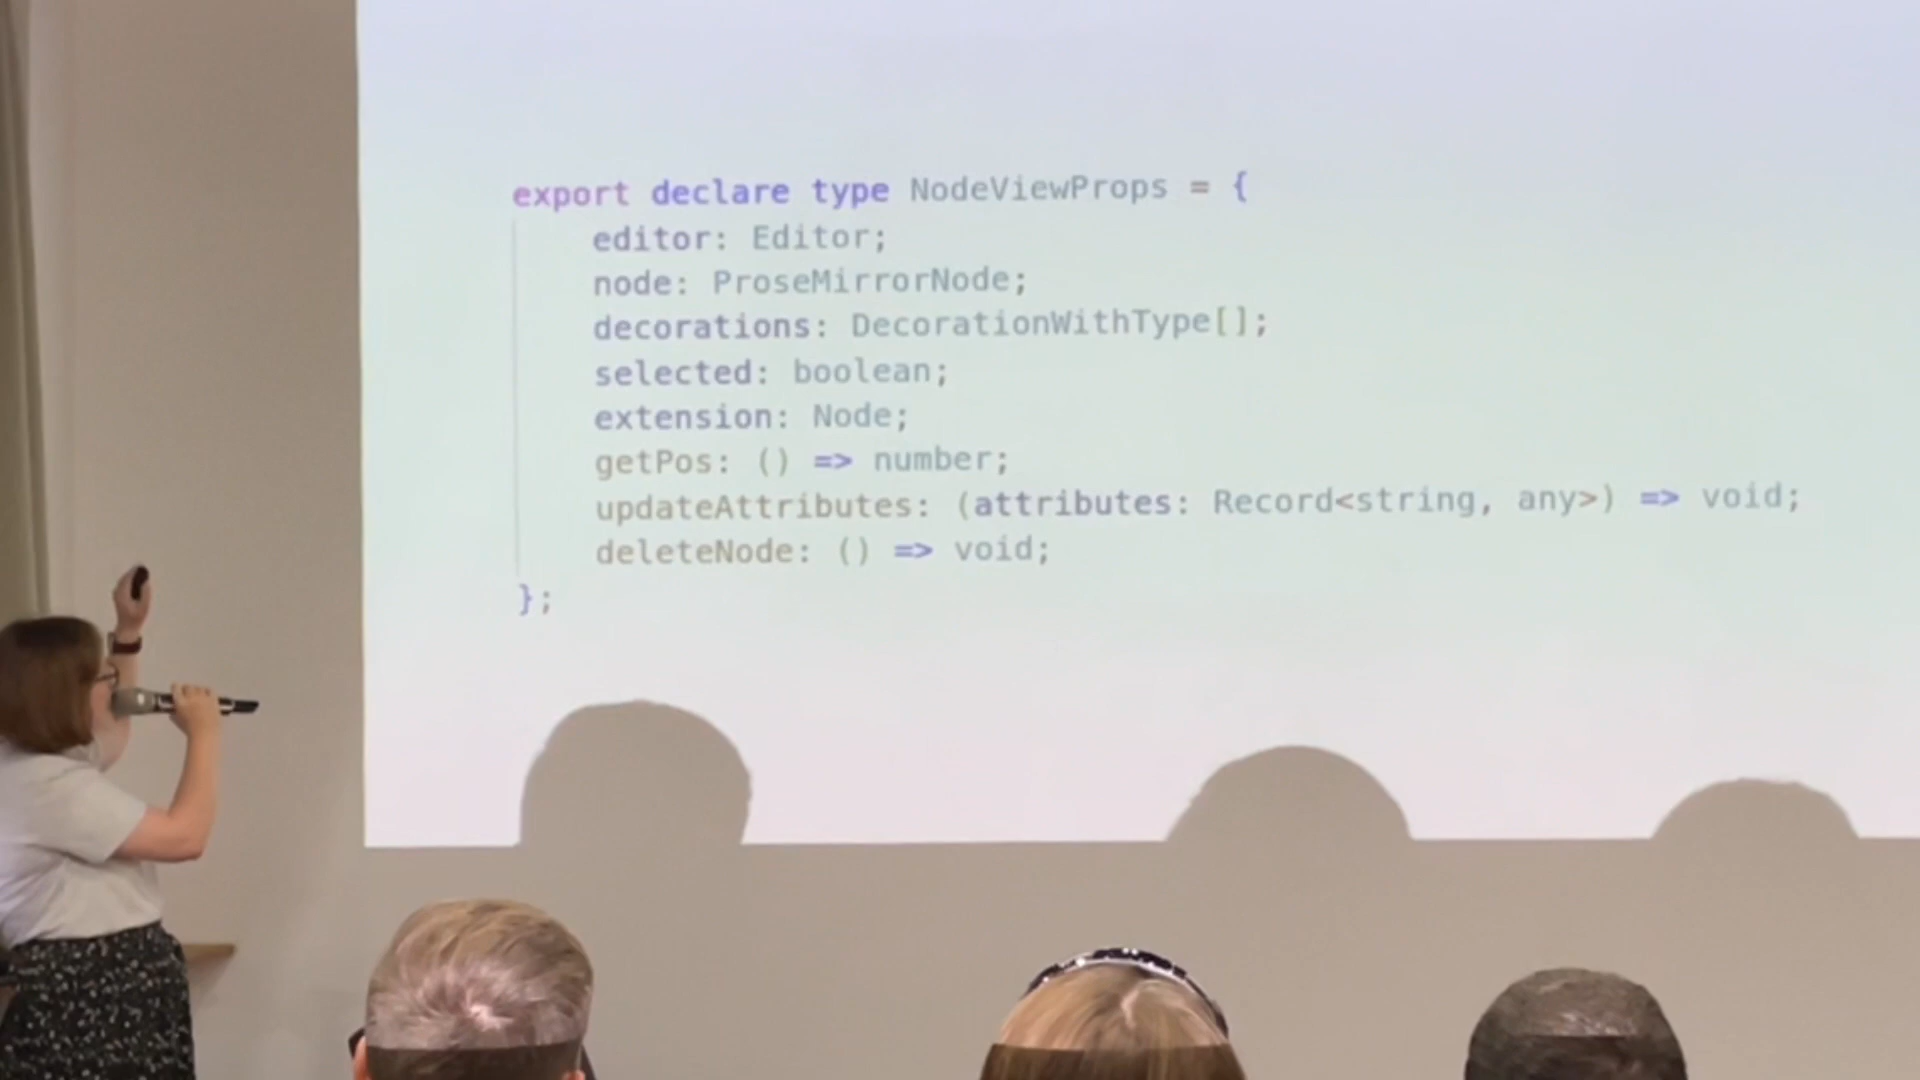 export declare type NodeViewProps = {
editor: Editor;
node: ProseMirrorNode;
decorations: DecorationWithType[];
selected: boolean;
extension: Node;
getPos: () => number;
updateAttributes: (attributes: Record<string, any>) => void;
deleteNode: () => void;
};